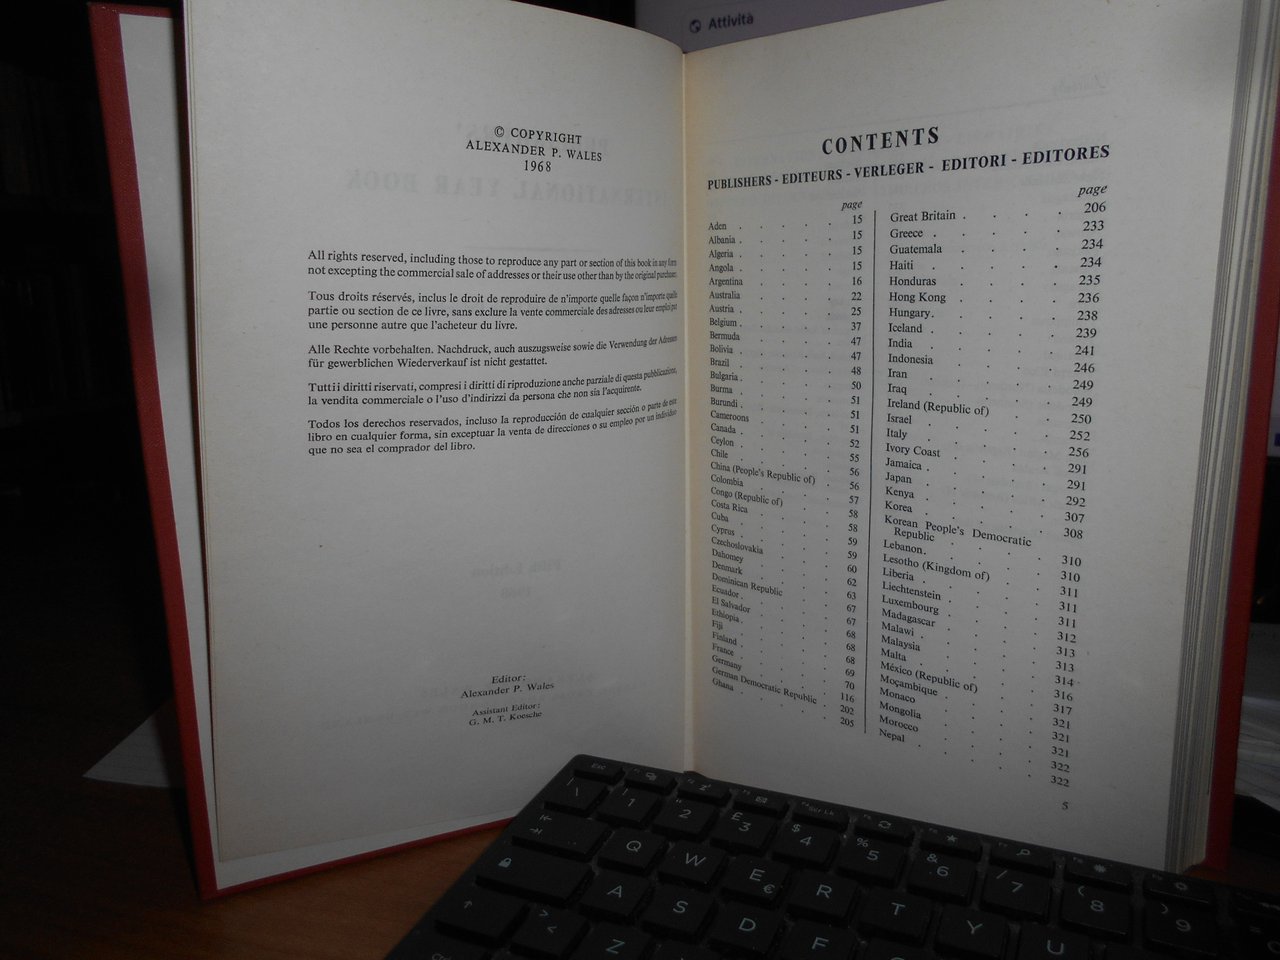 Attività
© COPYRIGHT
ALEXANDER P. WALES
1968
All rights reserved, including those to reproduce any part or section of this book in any form
not excepting the commercial sale of addresses or their use other than by the original purchaser.
Tous droits réservés, inclus le droit de reproduire de n'importe quelle façon n'importe quelle
partie ou section de ce livre, sans exclure la vente commerciale des adresses ou leur emploi par
une personne autre que l'acheteur du livre.
Alle Rechte vorbehalten. Nachdruck, auch auszugsweise sowie die Verwendung der Adressen
für gewerblichen Wiederverkauf ist nicht gestattet.
Tutti i diritti riservati, compresi i diritti di riproduzione anche parziale di questa pubblicazione,
la vendita commerciale o l'uso d'indirizzi da persona che non sia l'acquirente.
Todos los derechos reservados, incluso la reproducción de cualquier sección o parte de este
libro en cualquier forma, sin exceptuar la venta de direcciones o su empleo por un individuo
que no sea el comprador del libro.
Editor:
Alexander P. Wales
Assistant Editor:
G. M. T. Koesche
CONTENTS
PUBLISHERS - EDITEURS - VERLEGER - EDITORI - EDITORES
page
Aden . . . . . 15
Albania . . . . . 15
Algeria . . . . . 15
Angola . . . . . 15
Argentina . . . . . 16
Australia . . . . . 22
Austria . . . . . 25
Belgium . . . . . 37
Bermuda . . . . . 47
Bolivia . . . . . 47
Brazil . . . . . 48
Bulgaria . . . . . 50
Burma . . . . . 51
Burundi . . . . . 51
Cameroons . . . . . 51
Canada . . . . . 52
Ceylon . . . . . 55
Chile . . . . . 56
China (People's Republic of) . 56
Colombia . . . . . 57
Congo (Republic of) . . . 58
Costa Rica . . . . . 58
Cuba . . . . . 59
Cyprus . . . . . 59
Czechoslovakia . . . . 60
Dahomey . . . . . 62
Denmark . . . . . 63
Dominican Republic . . . 67
Ecuador . . . . . 67
El Salvador . . . . . 68
Ethiopia . . . . . 68
Fiji . . . . . 68
Finland . . . . . 69
France . . . . . 70
Germany . . . . . 116
German Democratic Republic . 202
Ghana . . . . . 205
page
Great Britain . . . . 206
Greece . . . . 233
Guatemala . . . . 234
Haiti . . . . 234
Honduras . . . . 235
Hong Kong . . . . 236
Hungary . . . . 238
Iceland . . . . 239
India . . . . 241
Indonesia . . . . 246
Iran . . . . 249
Iraq . . . . 249
Ireland (Republic of) . . 250
Israel . . . . 252
Italy . . . . 256
Ivory Coast . . . . 291
Jamaica . . . . 291
Japan . . . . 292
Kenya . . . . 307
Korea . . . . 308
Korean People's Democratic
Republic . . . . 310
Lebanon . . . . 310
Lesotho (Kingdom of) . . 311
Liberia . . . . 311
Liechtenstein . . . . 311
Luxembourg . . . . 312
Madagascar . . . . 313
Malawi . . . . 313
Malaysia . . . . 314
Malta . . . . 316
México (Republic of) . . 317
Moçambique . . . . 321
Monaco . . . . 321
Mongolia . . . . 321
Morocco . . . . 322
Nepal . . . . 322
5
Esc
\ 1 2 £ 3 $ 4 % 5 & 6 / 7 ( 8 ) 9
Q W E € R T Y U
A S D F
> < Z